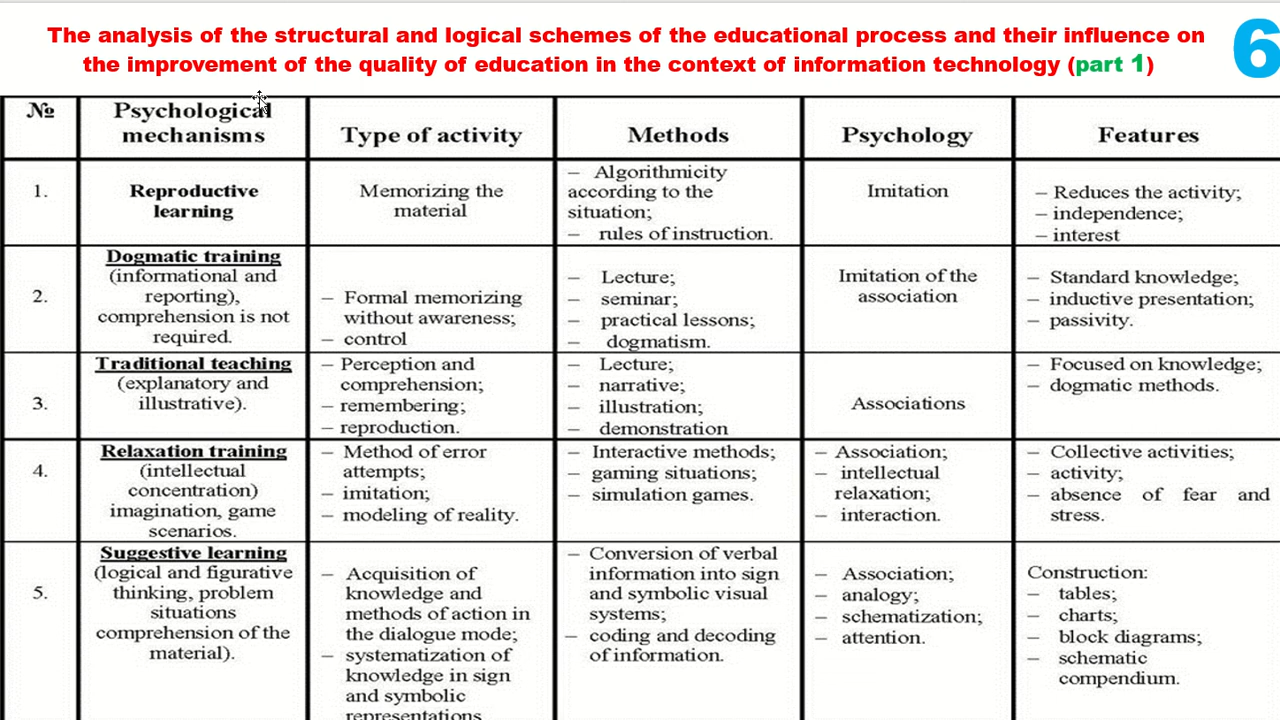 The analysis of the structural and logical schemes of the educational process and their influence on
the improvement of the quality of education in the context of information technology (part 1)
6
№
Psychological
mechanisms
Type of activity
Methods
Psychology
Features
1.
Reproductive
learning
Memorizing the
material
– Algorithmicity
according to the
situation;
– rules of instruction.
Imitation
– Reduces the activity;
– independence;
– interest
2.
Dogmatic training
(informational and
reporting),
comprehension is not
required.
– Formal memorizing
without awareness;
– control
– Lecture;
– seminar;
– practical lessons;
– dogmatism.
Imitation of the
association
– Standard knowledge;
– inductive presentation;
– passivity.
3.
Traditional teaching
(explanatory and
illustrative).
– Perception and
comprehension;
– remembering;
– reproduction.
– Lecture;
– narrative;
– illustration;
– demonstration
Associations
– Focused on knowledge;
– dogmatic methods.
4.
Relaxation training
(intellectual
concentration)
imagination, game
scenarios.
– Method of error
attempts;
– imitation;
– modeling of reality.
– Interactive methods;
– gaming situations;
– simulation games.
– Association;
– intellectual
relaxation;
– interaction.
– Collective activities;
– activity;
– absence of fear and
stress.
5.
Suggestive learning
(logical and figurative
thinking, problem
situations
comprehension of the
material).
– Acquisition of
knowledge and
methods of action in
the dialogue mode;
– systematization of
knowledge in sign
and symbolic
representations
– Conversion of verbal
information into sign
and symbolic visual
systems;
– coding and decoding
of information.
– Association;
– analogy;
– schematization;
– attention.
Construction:
– tables;
– charts;
– block diagrams;
– schematic
compendium.